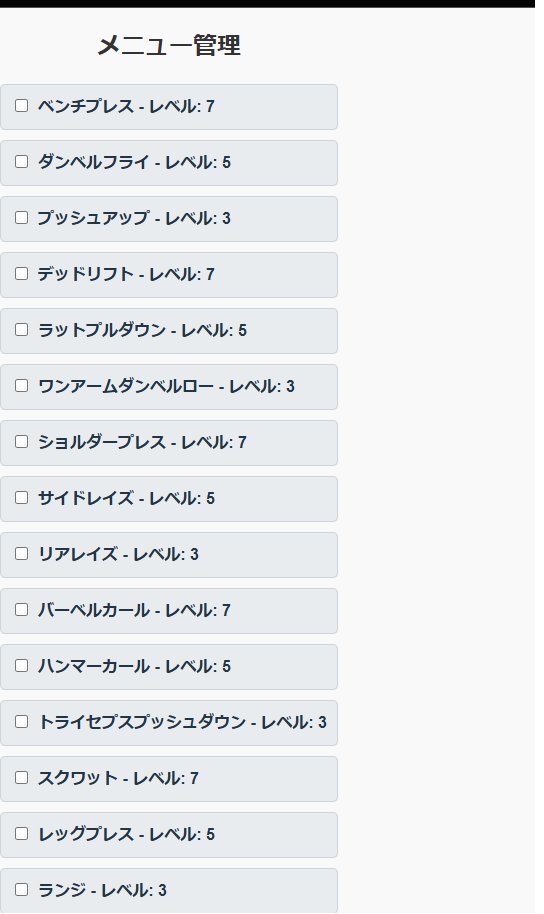 メニュー管理
ベンチプレス - レベル: 7
ダンベルフライ - レベル: 5
プッシュアップ - レベル: 3
デッドリフト - レベル: 7
ラットプルダウン - レベル: 5
ワンアームダンベルロー - レベル: 3
ショルダープレス - レベル: 7
サイドレイズ - レベル: 5
リアレイズ - レベル: 3
バーベルカール - レベル: 7
ハンマーカール - レベル: 5
トライセプスプッシュダウン - レベル: 3
スクワット - レベル: 7
レッグプレス - レベル: 5
ランジ - レベル: 3